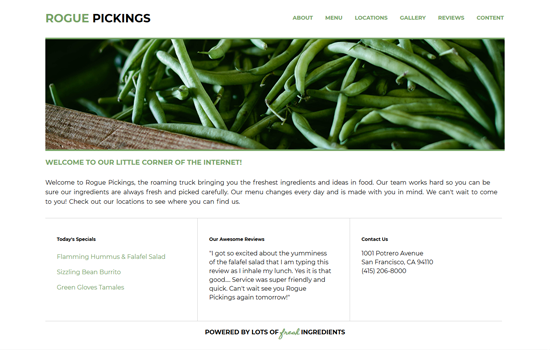 ROGUE PICKINGS
ABOUT MENU LOCATIONS GALLERY REVIEWS CONTENT
WELCOME TO OUR LITTLE CORNER OF THE INTERNET!
Welcome to Rogue Pickings, the roaming truck bringing you the freshest ingredients and ideas in food. Our team works hard so you can be
sure our ingredients are always fresh and picked carefully. Our menu changes every day and is made with you in mind. We can't wait to come
to you! Check out our locations to see where you can find us.
Today's Specials
Flamming Hummus & Falafel Salad
Sizzling Bean Burrito
Green Gloves Tamales
Our Awesome Reviews
"I got so excited about the yumminess
of the falafel salad that I am typing this
review as I inhale my lunch. Yes it is that
good.... Service was super friendly and
quick. Can't wait see you Rogue
Pickings again tomorrow!"
Contact Us
1001 Potrero Avenue
San Francisco, CA 94110
(415) 206-8000
POWERED BY LOTS OF fresh INGREDIENTS